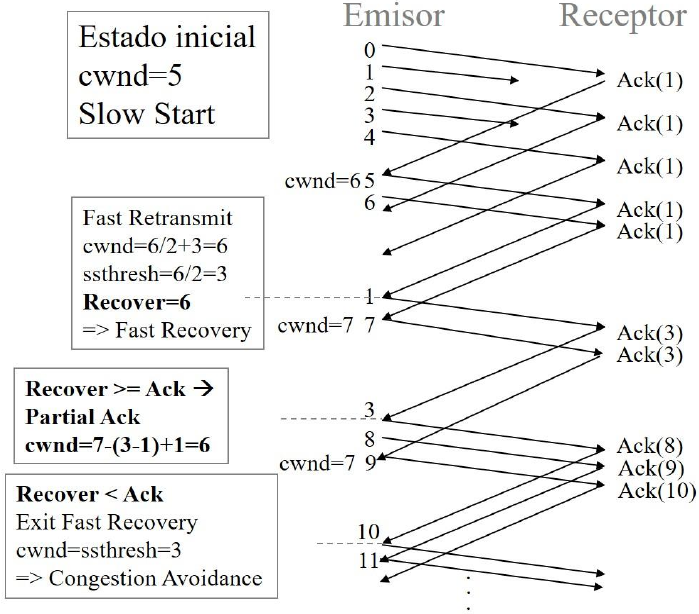 Emisor
Receptor
Estado inicial
cwnd=5
Slow Start
0
1
2
3
4
Ack(1)
Ack(1)
Ack(1)
cwnd=6 5
6
Ack(1)
Ack(1)
Fast Retransmit
cwnd=6/2+3=6
ssthresh=6/2=3
Recover=6
=> Fast Recovery
1
cwnd=7 7
Ack(3)
Ack(3)
Recover >= Ack →
Partial Ack
cwnd=7-(3-1)+1=6
3
8
cwnd=7 9
Ack(8)
Ack(9)
Ack(10)
Recover < Ack
Exit Fast Recovery
cwnd=ssthresh=3
=> Congestion Avoidance
10
11